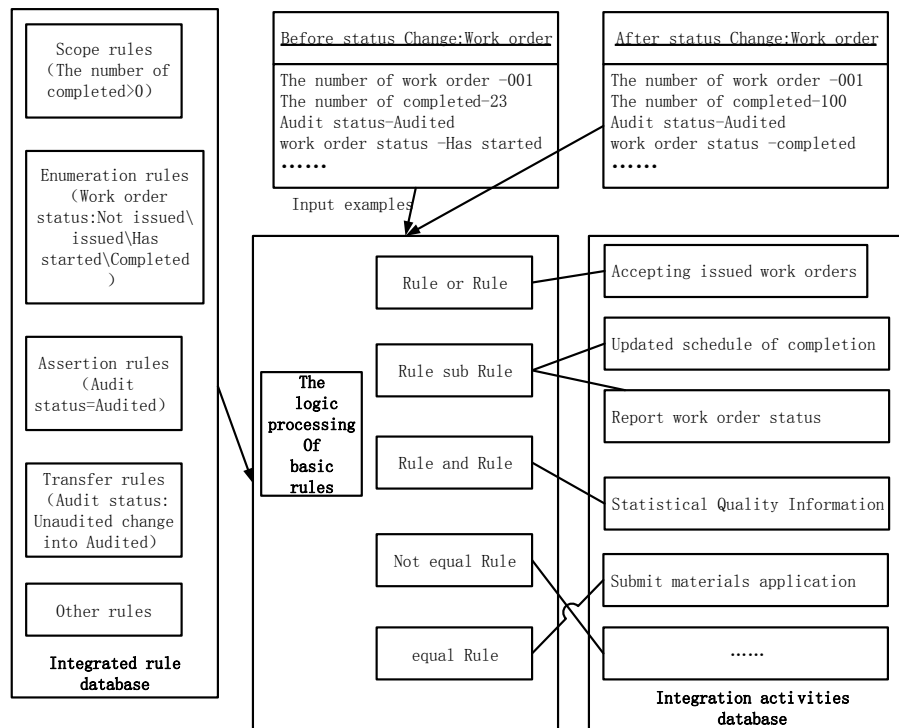 Scope rules
(The number of
completed>0)
Enumeration rules
(Work order
status:Not issued\
issued\Has
started\Completed
)
Assertion rules
(Audit
status=Audited)
Transfer rules
(Audit status:
Unaudited change
into Audited)
Other rules
Integrated rule
database
Before status Change:Work order
The number of work order -001
The number of completed-23
Audit status-Audited
work order status -Has started
······
After status Change:Work order
The number of work order -001
The number of completed-100
Audit status-Audited
work order status -completed
······
Input examples
The
logic
processing
Of
basic
rules
Rule or Rule
Rule sub Rule
Rule and Rule
Not equal Rule
equal Rule
Accepting issued work orders
Updated schedule of completion
Report work order status
Statistical Quality Information
Submit materials application
······
Integration activities
database